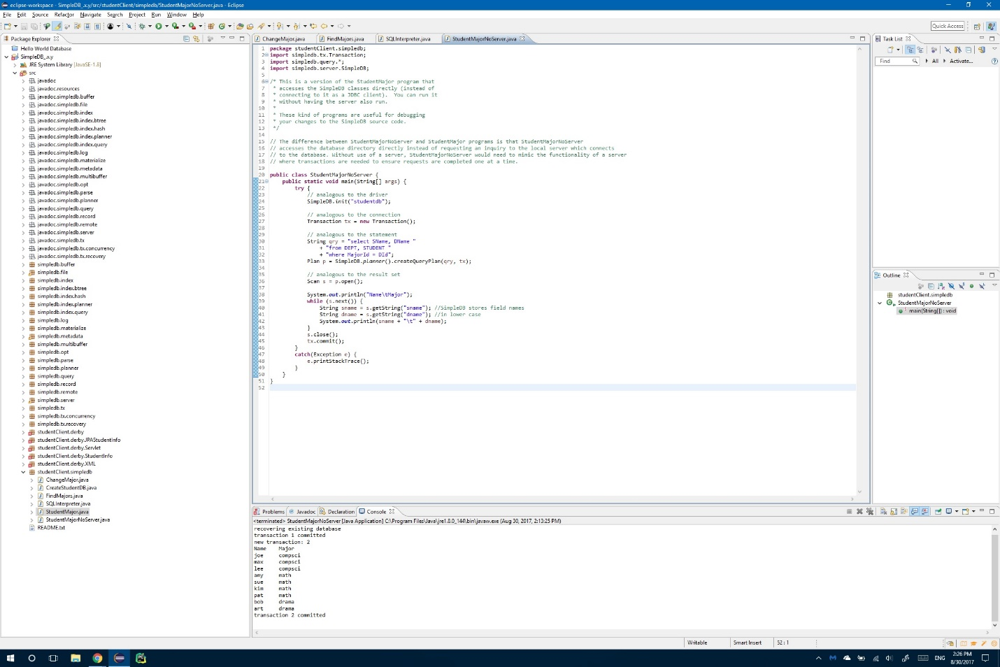 eclipse-workspace - SimpleDB_x.y/src/studentClient/simpledb/StudentMajorNoServer.java - Eclipse
File Edit Source Refactor Navigate Search Project Run Window Help
Quick Access
Package Explorer
Hello World Database
SimpleDB_x.y
JRE System Library [JavaSE-1.8]
src
javadoc
javadoc.resources
javadoc.simpledb.buffer
javadoc.simpledb.file
javadoc.simpledb.index
javadoc.simpledb.index.btree
javadoc.simpledb.index.hash
javadoc.simpledb.index.planner
javadoc.simpledb.index.query
javadoc.simpledb.log
javadoc.simpledb.materialize
javadoc.simpledb.metadata
javadoc.simpledb.multibuffer
javadoc.simpledb.opt
javadoc.simpledb.parse
javadoc.simpledb.planner
javadoc.simpledb.query
javadoc.simpledb.record
javadoc.simpledb.remote
javadoc.simpledb.server
javadoc.simpledb.tx
javadoc.simpledb.tx.concurrency
javadoc.simpledb.tx.recovery
simpledb.buffer
simpledb.file
simpledb.index
simpledb.index.btree
simpledb.index.hash
simpledb.index.planner
simpledb.index.query
simpledb.log
simpledb.materialize
simpledb.metadata
simpledb.multibuffer
simpledb.opt
simpledb.parse
simpledb.planner
simpledb.query
simpledb.record
simpledb.remote
simpledb.server
simpledb.tx
simpledb.tx.concurrency
simpledb.tx.recovery
studentClient.derby
studentClient.derby.JPAStudentInfo
studentClient.derby.Servlet
studentClient.derby.StudentInfo
studentClient.derby.XML
studentClient.simpledb
ChangeMajor.java
CreateStudentDB.java
FindMajors.java
SQLInterpreter.java
StudentMajor.java
StudentMajorNoServer.java
README.txt
ChangeMajor.java FindMajors.java SQLInterpreter.java StudentMajorNoServer.java
1 package studentClient.simpledb;
2 import simpledb.tx.Transaction;
3 import simpledb.query.*;
4 import simpledb.server.SimpleDB;
5
6 /* This is a version of the StudentMajor program that
7 * accesses the SimpleDB classes directly (instead of
8 * connecting to it as a JDBC client). You can run it
9 * without having the server also run.
10 *
11 * These kind of programs are useful for debugging
12 * your changes to the SimpleDB source code.
13 */
14
15 // The difference between StudentMajorNoServer and StudentMajor programs is that StudentMajorNoServer
16 // accesses the database directory directly instead of requesting an inquiry to the local server which connects
17 // to the database. Without use of a server, StudentMajorNoServer would need to mimic the functionality of a server
18 // where transactions are needed to ensure requests are completed one at a time.
19
20 public class StudentMajorNoServer {
21 public static void main(String[] args) {
22 try {
23 // analogous to the driver
24 SimpleDB.init("studentdb");
25
26 // analogous to the connection
27 Transaction tx = new Transaction();
28
29 // analogous to the statement
30 String qry = "select SName, DName "
31 + "from DEPT, STUDENT "
32 + "where MajorId = DId";
33 Plan p = SimpleDB.planner().createQueryPlan(qry, tx);
34
35 // analogous to the result set
36 Scan s = p.open();
37
38 System.out.println("Name\tMajor");
39 while (s.next()) {
40 String sname = s.getString("sname"); //SimpleDB stores field names
41 String dname = s.getString("dname"); //in lower case
42 System.out.println(sname + "\t" + dname);
43 }
44 s.close();
45 tx.commit();
46 }
47 catch(Exception e) {
48 e.printStackTrace();
49 }
50 }
51 }
52
Task List
Find All Activate...
Outline
studentClient.simpledb
StudentMajorNoServer
main(String[]) : void
Problems Javadoc Declaration Console
<terminated> StudentMajorNoServer [Java Application] C:\Program Files\Java\jre1.8.0_144\bin\javaw.exe (Aug 30, 2017, 2:13:25 PM)
recovering existing database
transaction 1 committed
new transaction: 2
Name Major
joe compsci
max compsci
lee compsci
amy math
sue math
kim math
pat math
bob drama
art drama
transaction 2 committed
Writable Smart Insert 52 : 1
ENG
2:26 PM
8/30/2017